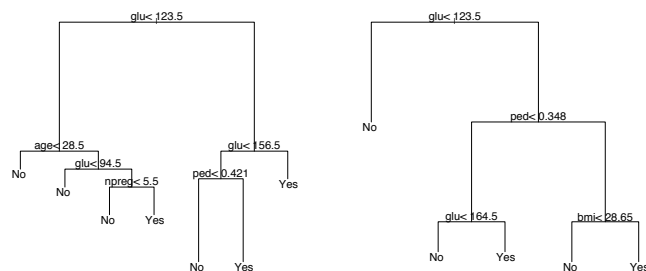 glu< 123.5
age< 28.5
glu< 156.5
No
glu< 94.5
ped< 0.421
Yes
No
npreg< 5.5
No
Yes
No
Yes
glu< 123.5
No
ped< 0.348
glu< 164.5
bmi< 28.65
No
Yes
No
Yes